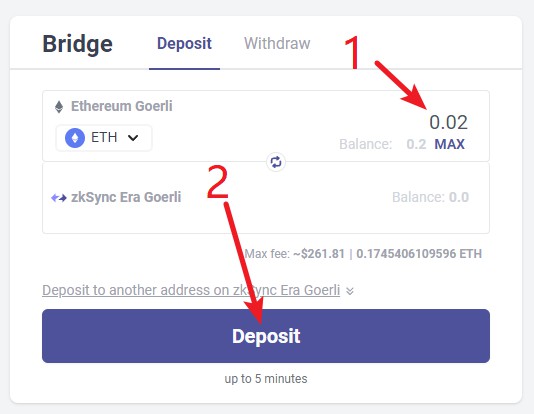 Bridge Deposit Withdraw
1
Ethereum Goerli
0.02
ETH
Balance: 0.2 MAX
2
zkSync Era Goerli Balance: 0.0
Max fee: ~$261.81 | 0.1745406109596 ETH
Deposit to another address on zkSync Era Goerli
Deposit
up to 5 minutes